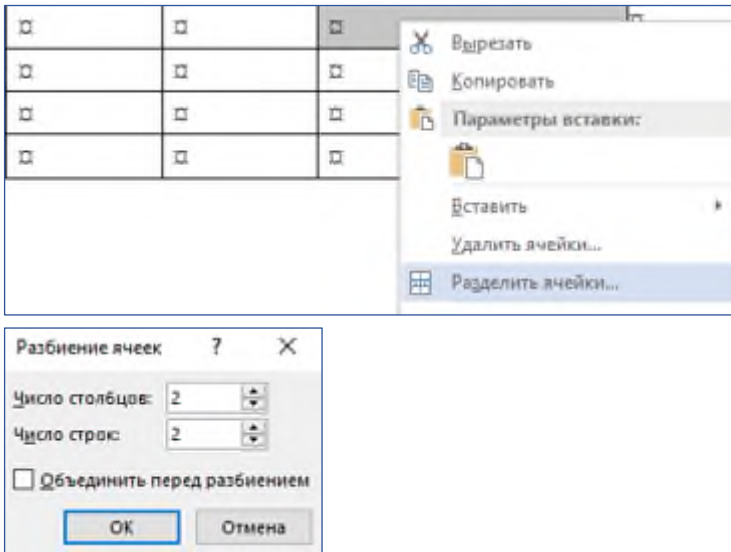 ¤ ¤ ¤ ¤
¤ ¤ ¤
¤ ¤ ¤
¤ ¤ ¤
Вырезать
Копировать
Параметры вставки:
Вставить
Удалить ячейки...
Разделить ячейки...
Разбиение ячеек ? ×
Число столбцов: 2
Число строк: 2
Объединить перед разбиением
ОК Отмена